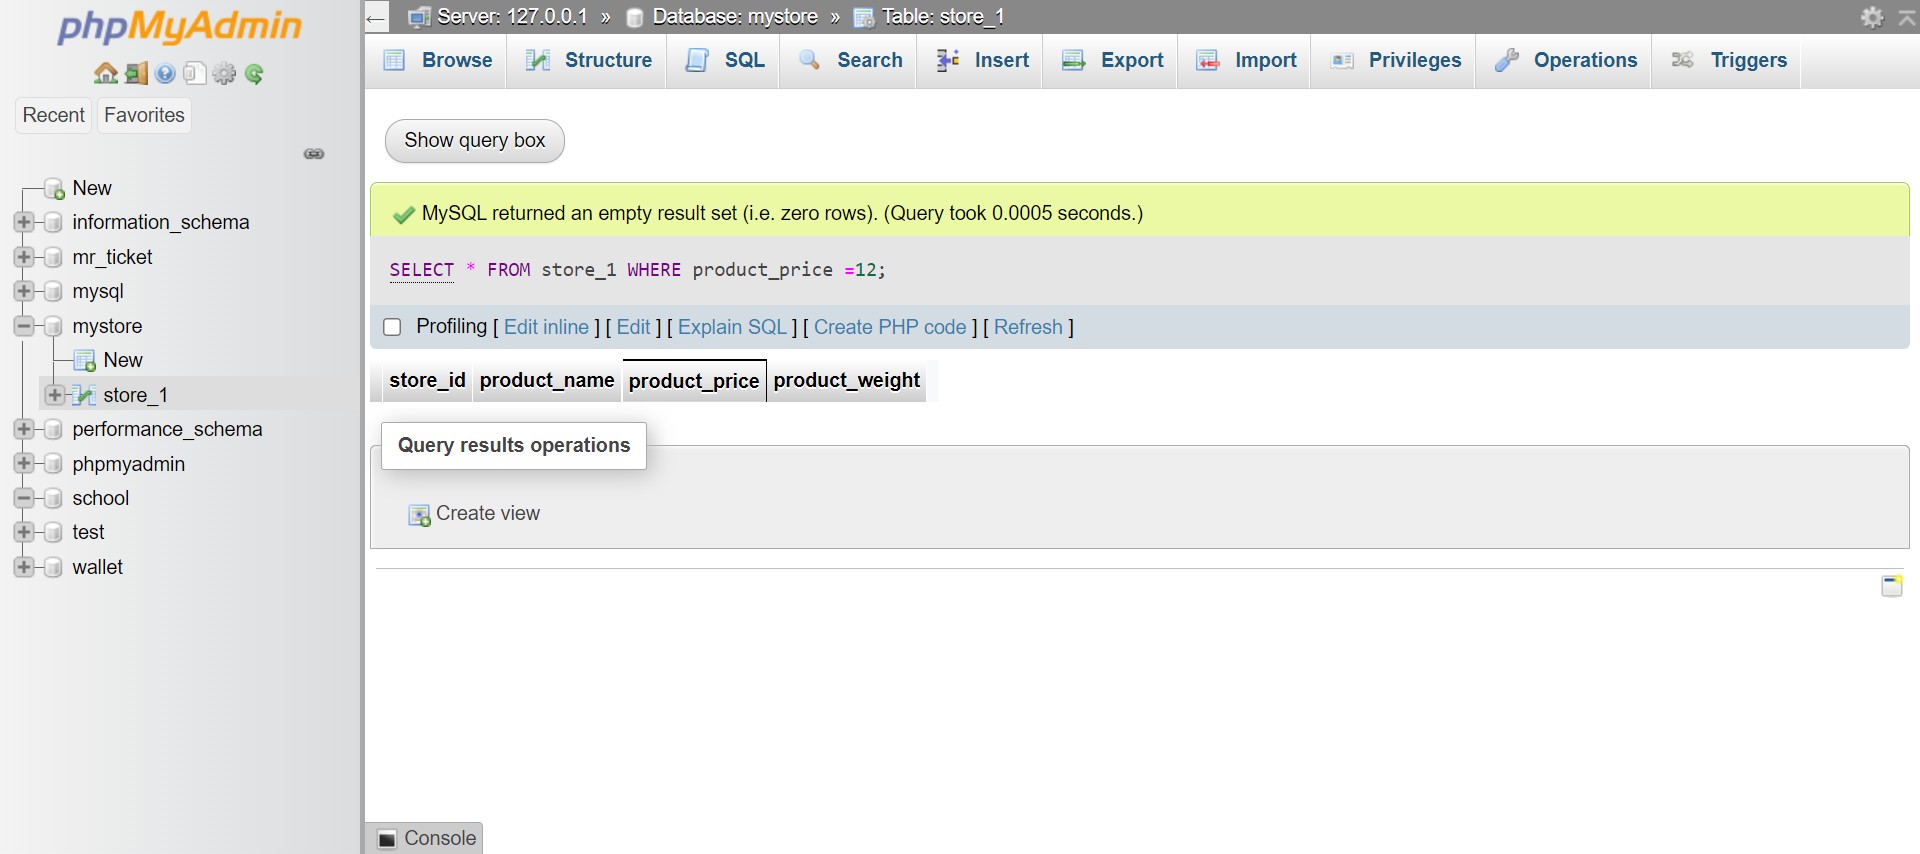 phpMyAdmin
Recent Favorites
New
information_schema
mr_ticket
mysql
mystore
New
store_1
performance_schema
phpmyadmin
school
test
wallet
Server: 127.0.0.1 » Database: mystore » Table: store_1
Browse Structure SQL Search Insert Export Import Privileges Operations Triggers
Show query box
MySQL returned an empty result set (i.e. zero rows). (Query took 0.0005 seconds.)
SELECT * FROM store_1 WHERE product_price =12;
Profiling [ Edit inline ] [ Edit ] [ Explain SQL ] [ Create PHP code ] [ Refresh ]
store_id product_name product_price product_weight
Query results operations
Create view
Console